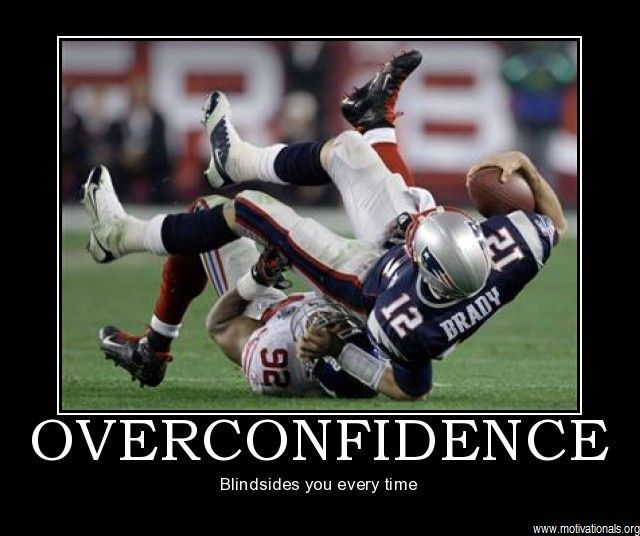 12
12
BRADY
92
OVERCONFIDENCE
Blindsides you every time
www.motivationals.org